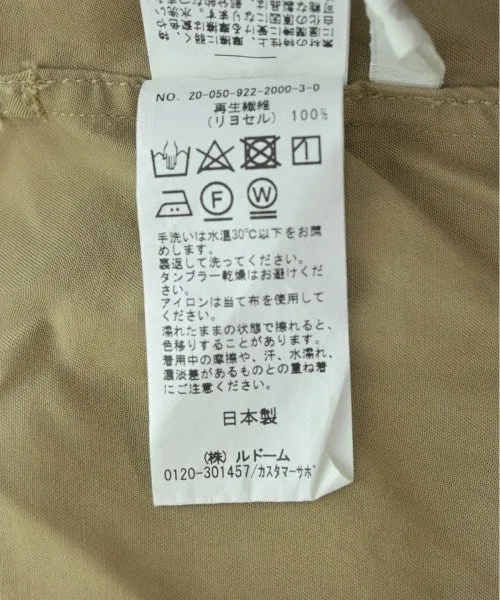 NO. 20-050-922-2000-3-0
再生繊維
(リヨセル) 100%
F
W
手洗いは水温30℃以下をお薦
めします。
裏返して洗ってください。
タンブラー乾燥はお避けくだ
さい。
アイロンは当て布を使用して
ください。
濡れたままの状態で擦れると、
色移りすることがあります。
着用中の摩擦や、汗、水濡れ、
濃淡差があるものとの重ね着
にご注意ください。
日本製
(株) ルドーム
0120-301457/カスタマーサポ